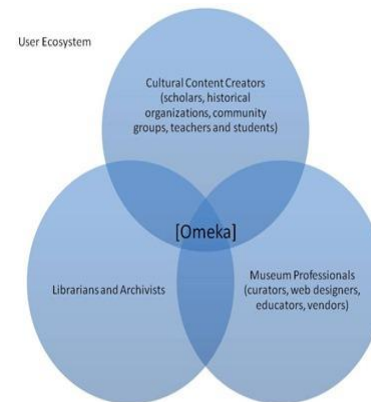 User Ecosystem
Cultural Content Creators
(scholars, historical
organizations, community
groups, teachers and students)
[Omeka]
Librarians and Archivists
Museum Professionals
(curators, web designers,
educators, vendors)